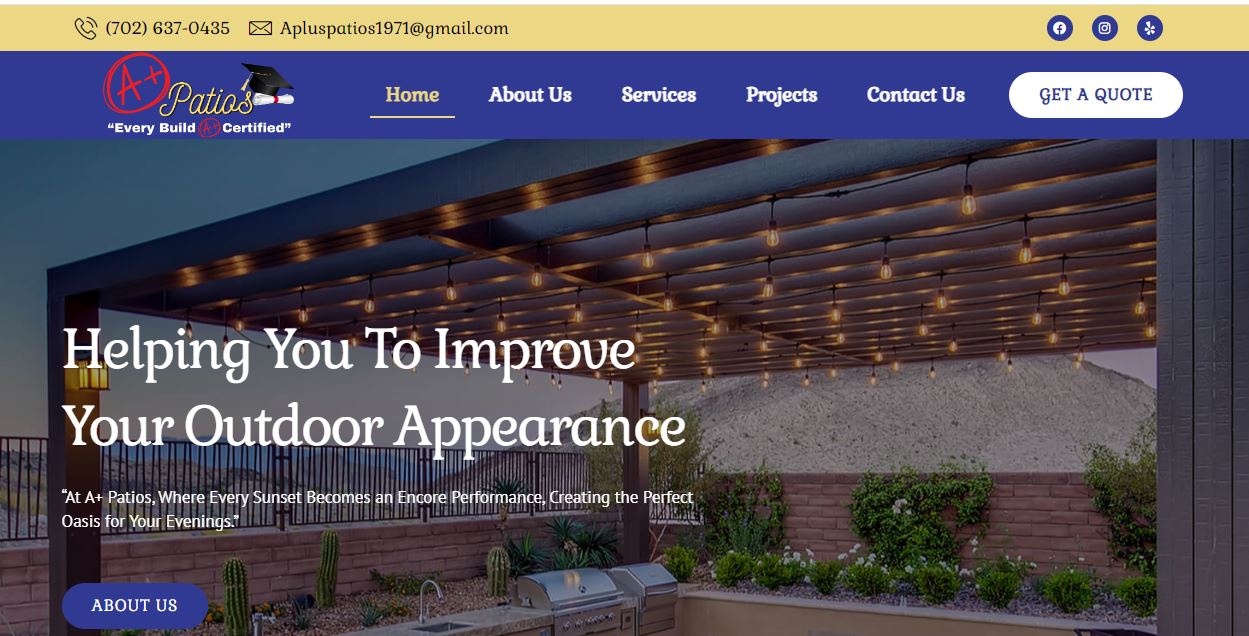 (702) 637-0435 Apluspatios1971@gmail.com
A+ Patios
“Every Build A+ Certified”
Home About Us Services Projects Contact Us GET A QUOTE
Helping You To Improve
Your Outdoor Appearance
“At A+ Patios, Where Every Sunset Becomes an Encore Performance, Creating the Perfect
Oasis for Your Evenings.”
ABOUT US